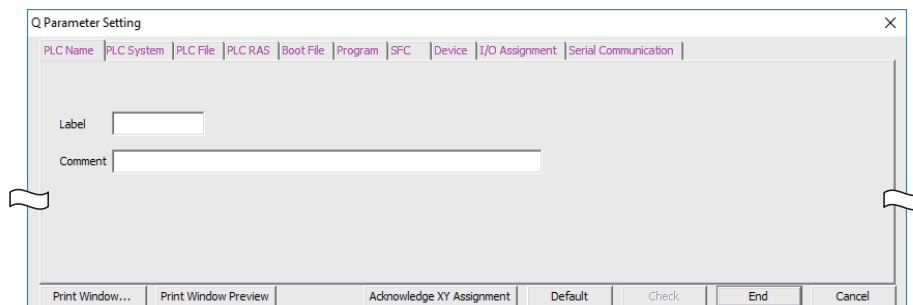 Q Parameter Setting
PLC Name PLC System PLC File PLC RAS Boot File Program SFC Device I/O Assignment Serial Communication
Label
Comment
Print Window... Print Window Preview Acknowledge XY Assignment Default Check End Cancel